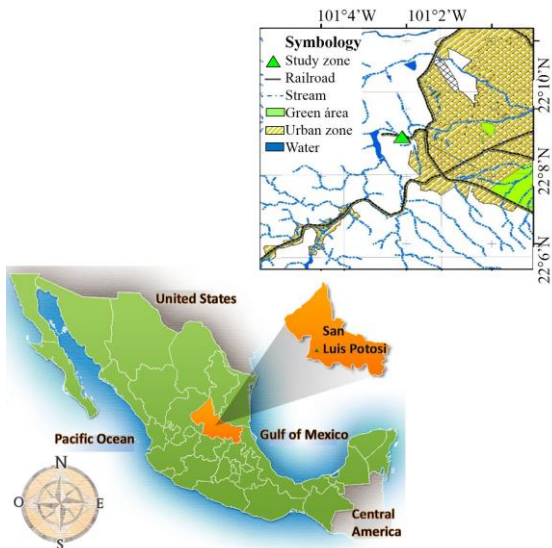 101°4'W 101°2'W
Symbology
Study zone
Railroad
Stream
Green área
Urban zone
Water
22°10'N
22°8'N
22°6'N
United States
San
Luis Potosi
Pacific Ocean
Gulf of Mexico
Central
America
N
O E
S